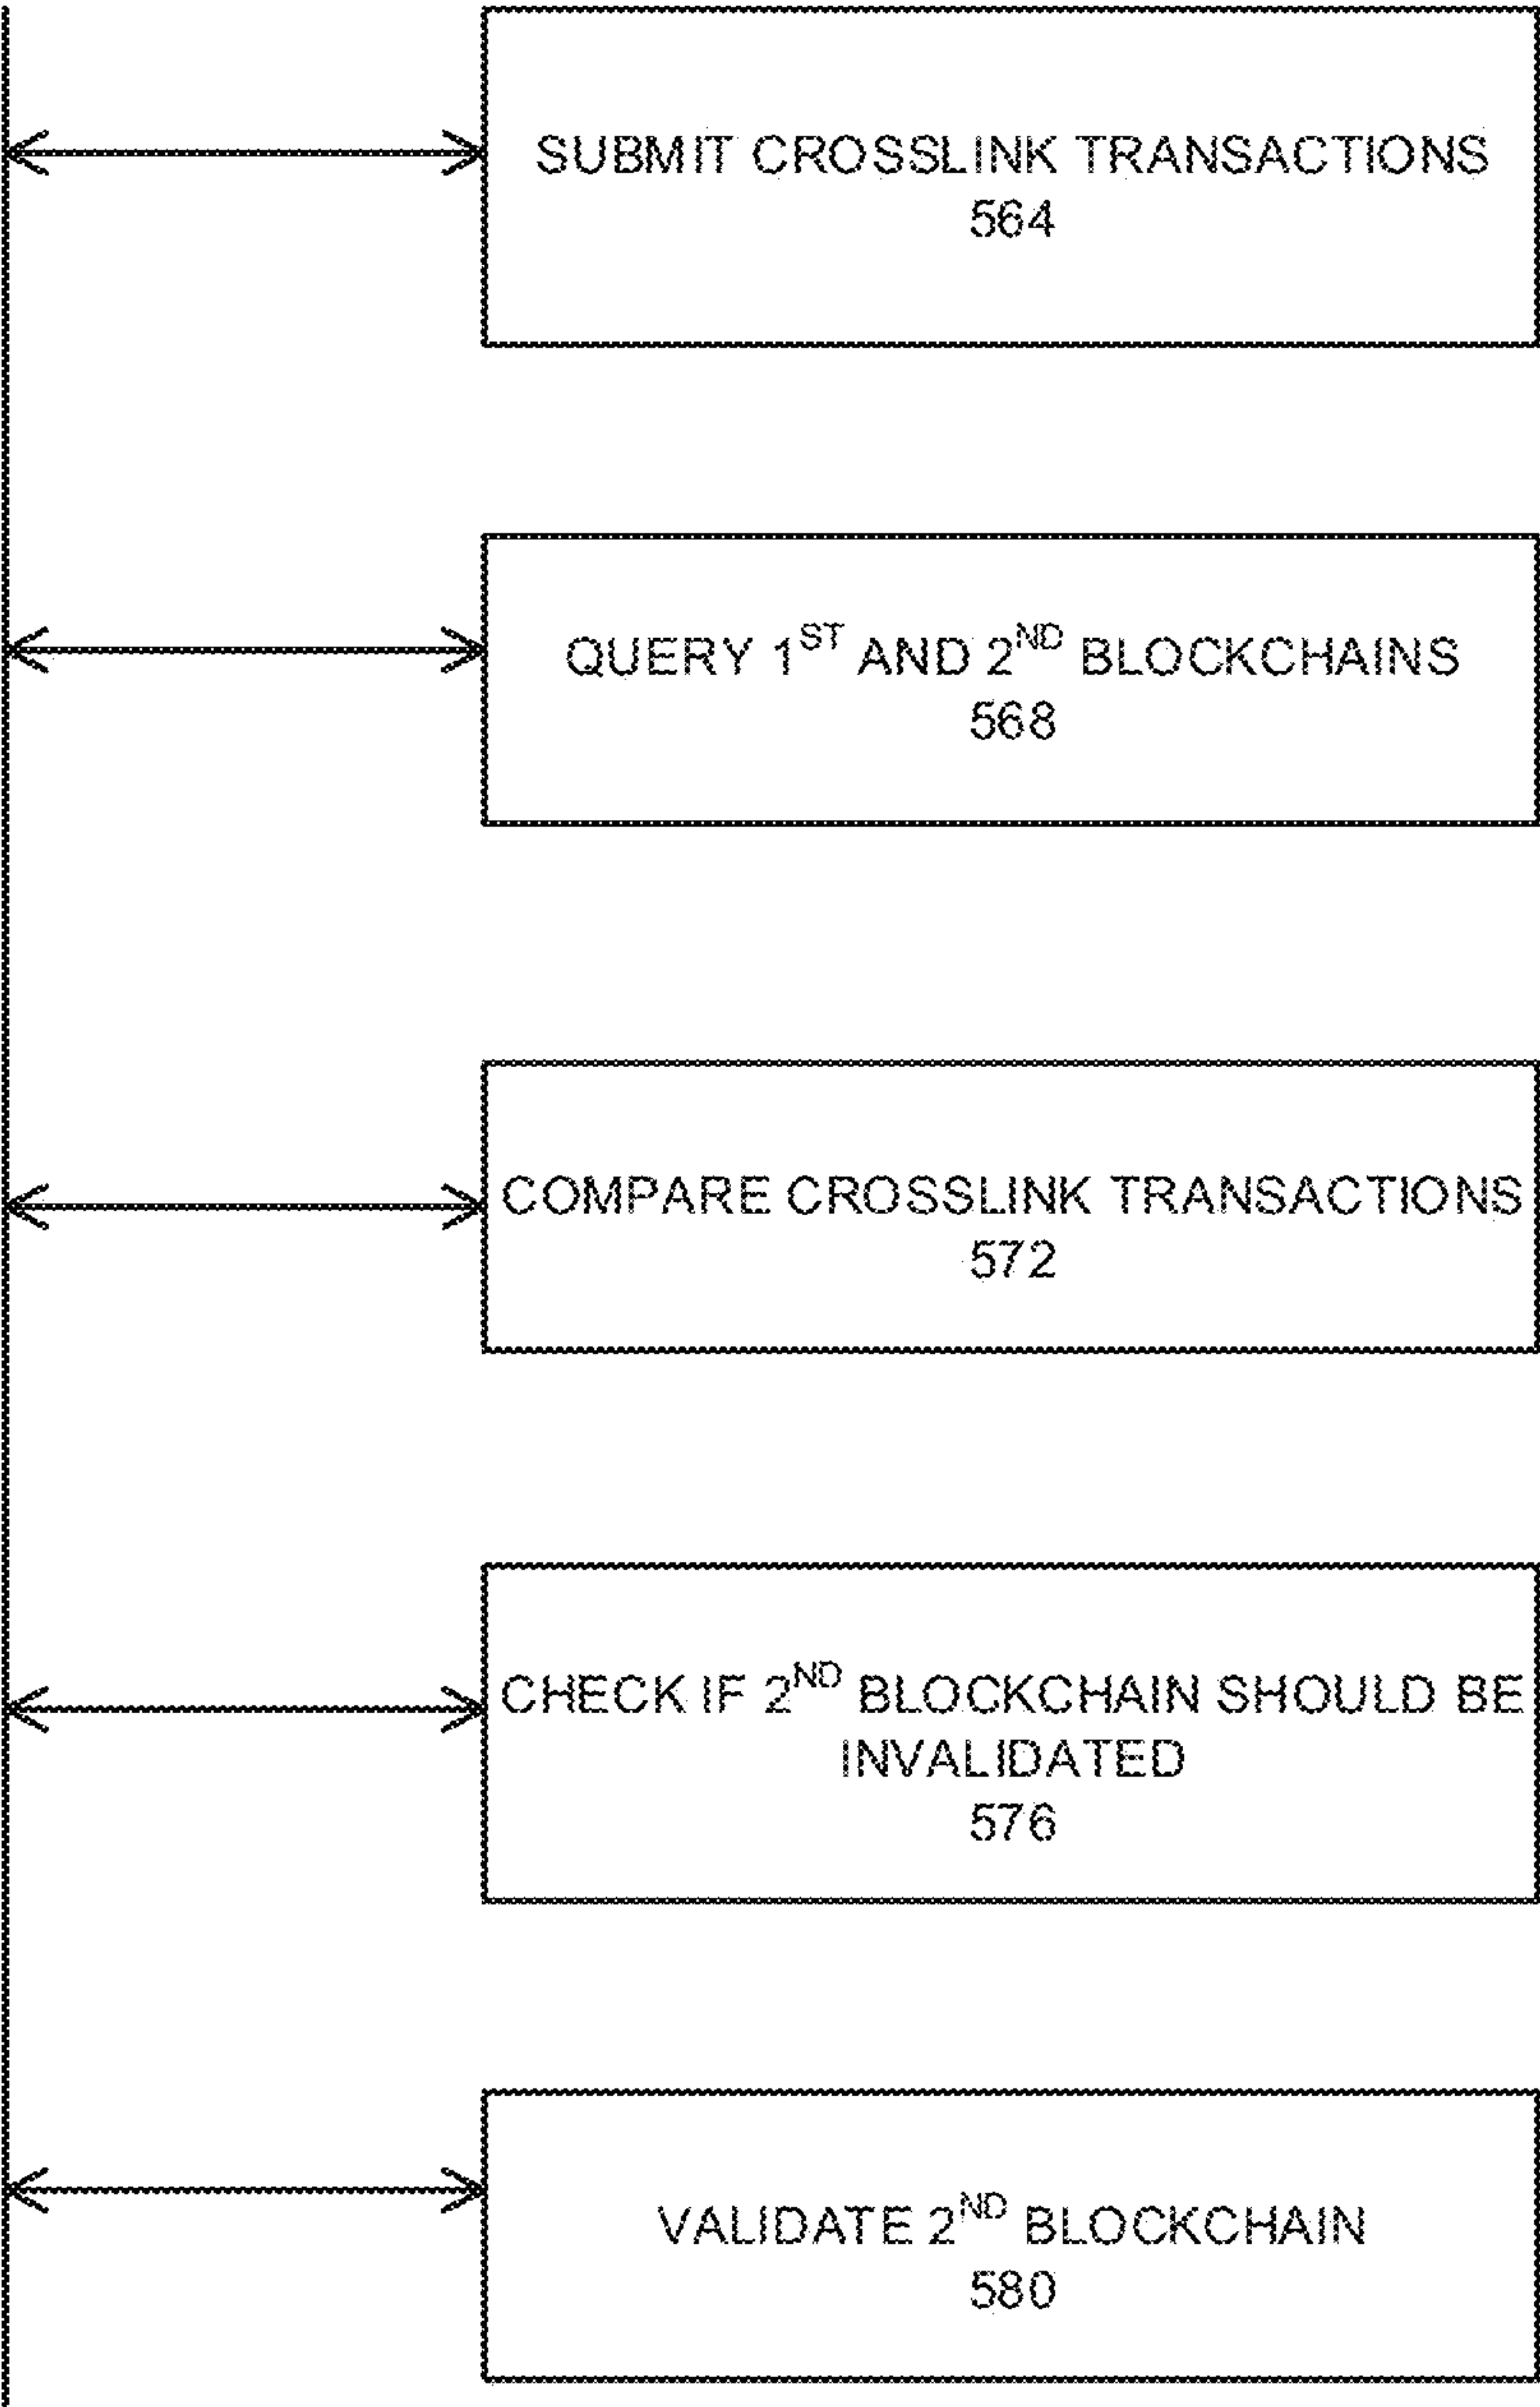 SUBMIT CROSSLINK TRANSACTIONS
564
QUERY 1ST AND 2ND BLOCKCHAINS
568
COMPARE CROSSLINK TRANSACTIONS
572
CHECK IF 2ND BLOCKCHAIN SHOULD BE
INVALIDATED
576
VALIDATE 2ND BLOCKCHAIN
580